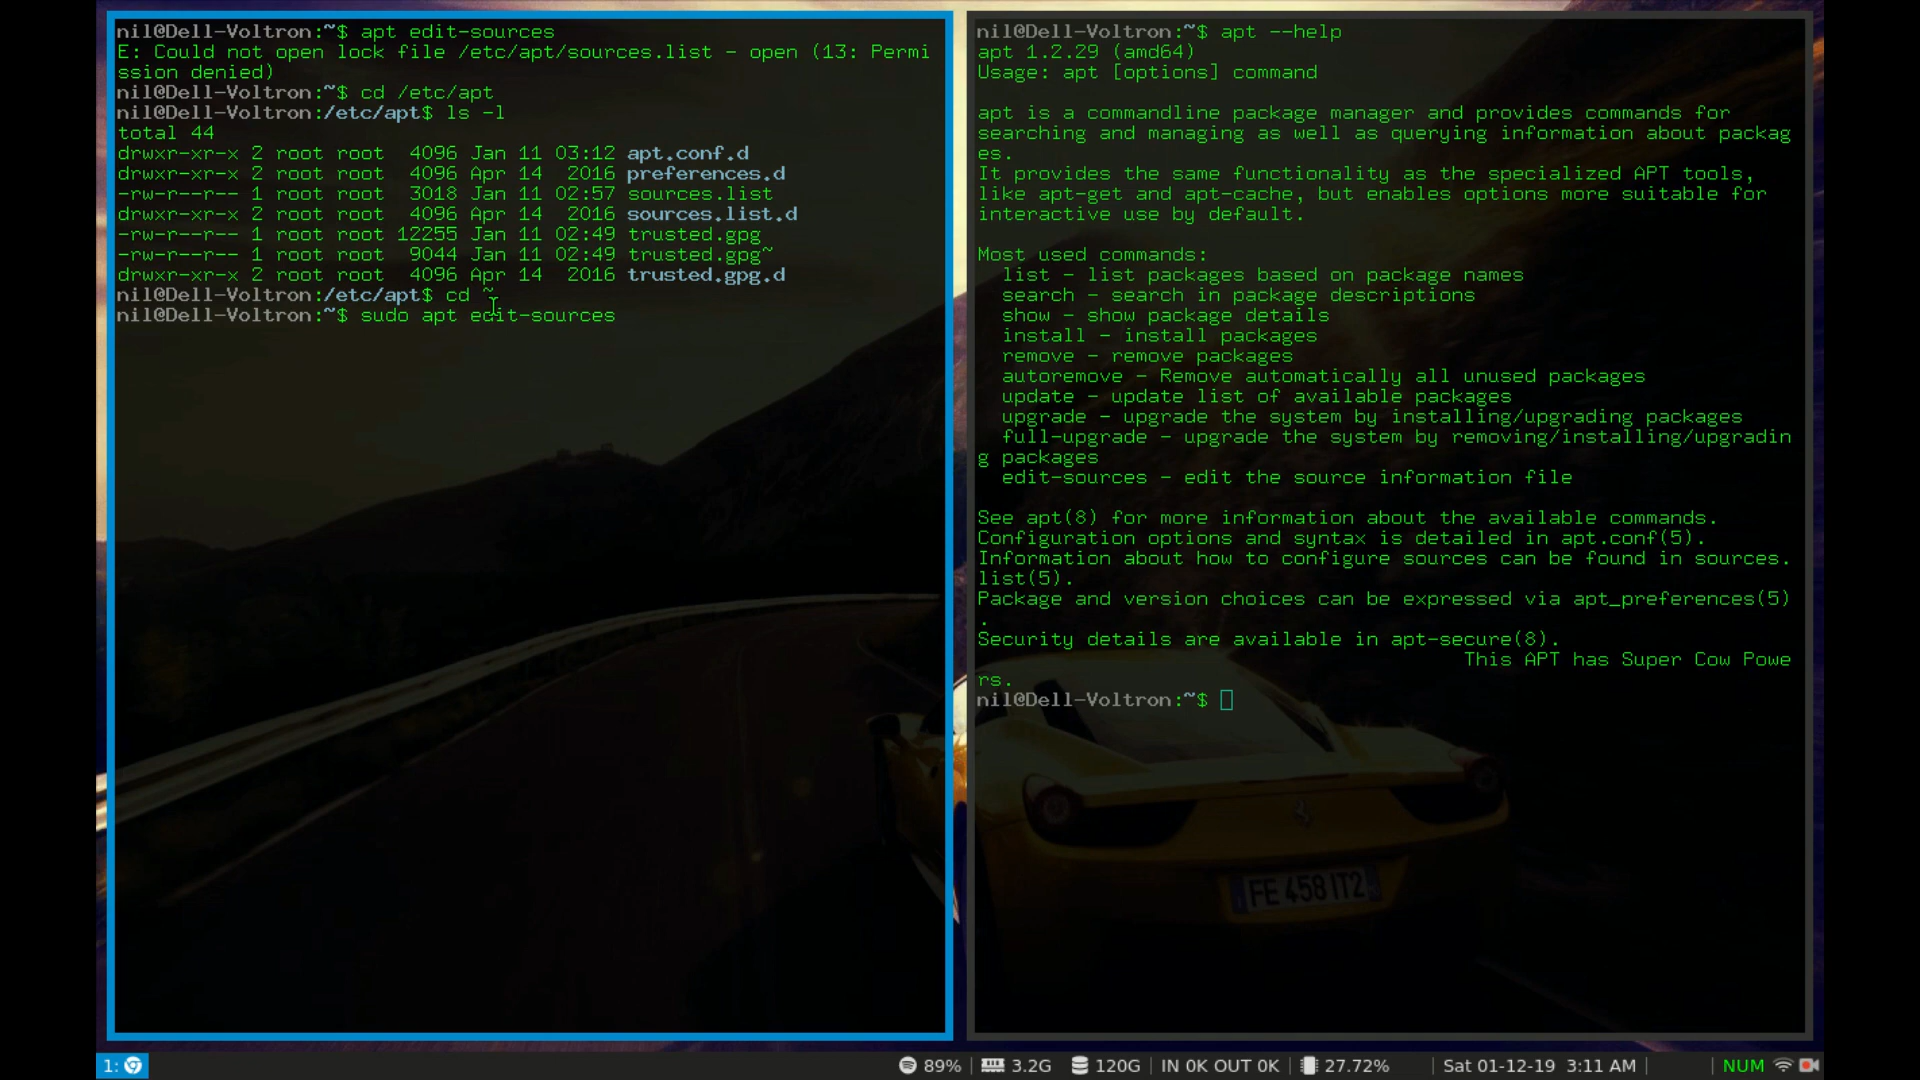 nil@Dell-Voltron:~$ apt edit-sources
E: Could not open lock file /etc/apt/sources.list - open (13: Permi
ssion denied)
nil@Dell-Voltron:~$ cd /etc/apt
nil@Dell-Voltron:/etc/apt$ ls -l
total 44
drwxr-xr-x 2 root root  4096 Jan 11 03:12 apt.conf.d
drwxr-xr-x 2 root root  4096 Apr 14  2016 preferences.d
-rw-r--r-- 1 root root  3018 Jan 11 02:57 sources.list
drwxr-xr-x 2 root root  4096 Apr 14  2016 sources.list.d
-rw-r--r-- 1 root root 12255 Jan 11 02:49 trusted.gpg
-rw-r--r-- 1 root root  9044 Jan 11 02:49 trusted.gpg~
drwxr-xr-x 2 root root  4096 Apr 14  2016 trusted.gpg.d
nil@Dell-Voltron:/etc/apt$ cd ~
nil@Dell-Voltron:~$ sudo apt edit-sources
nil@Dell-Voltron:~$ apt --help
apt 1.2.29 (amd64)
Usage: apt [options] command
apt is a commandline package manager and provides commands for
searching and managing as well as querying information about packag
es.
It provides the same functionality as the specialized APT tools,
like apt-get and apt-cache, but enables options more suitable for
interactive use by default.
Most used commands:
  list - list packages based on package names
  search - search in package descriptions
  show - show package details
  install - install packages
  remove - remove packages
  autoremove - Remove automatically all unused packages
  update - update list of available packages
  upgrade - upgrade the system by installing/upgrading packages
  full-upgrade - upgrade the system by removing/installing/upgradin
g packages
  edit-sources - edit the source information file
See apt(8) for more information about the available commands.
Configuration options and syntax is detailed in apt.conf(5).
Information about how to configure sources can be found in sources.
list(5).
Package and version choices can be expressed via apt_preferences(5)
.
Security details are available in apt-secure(8).
This APT has Super Cow Powe
rs.
nil@Dell-Voltron:~$
FE 458IT2
1: 89% | 3.2G 120G | IN 0K OUT 0K | 27.72% | Sat 01-12-19 3:11 AM | | NUM